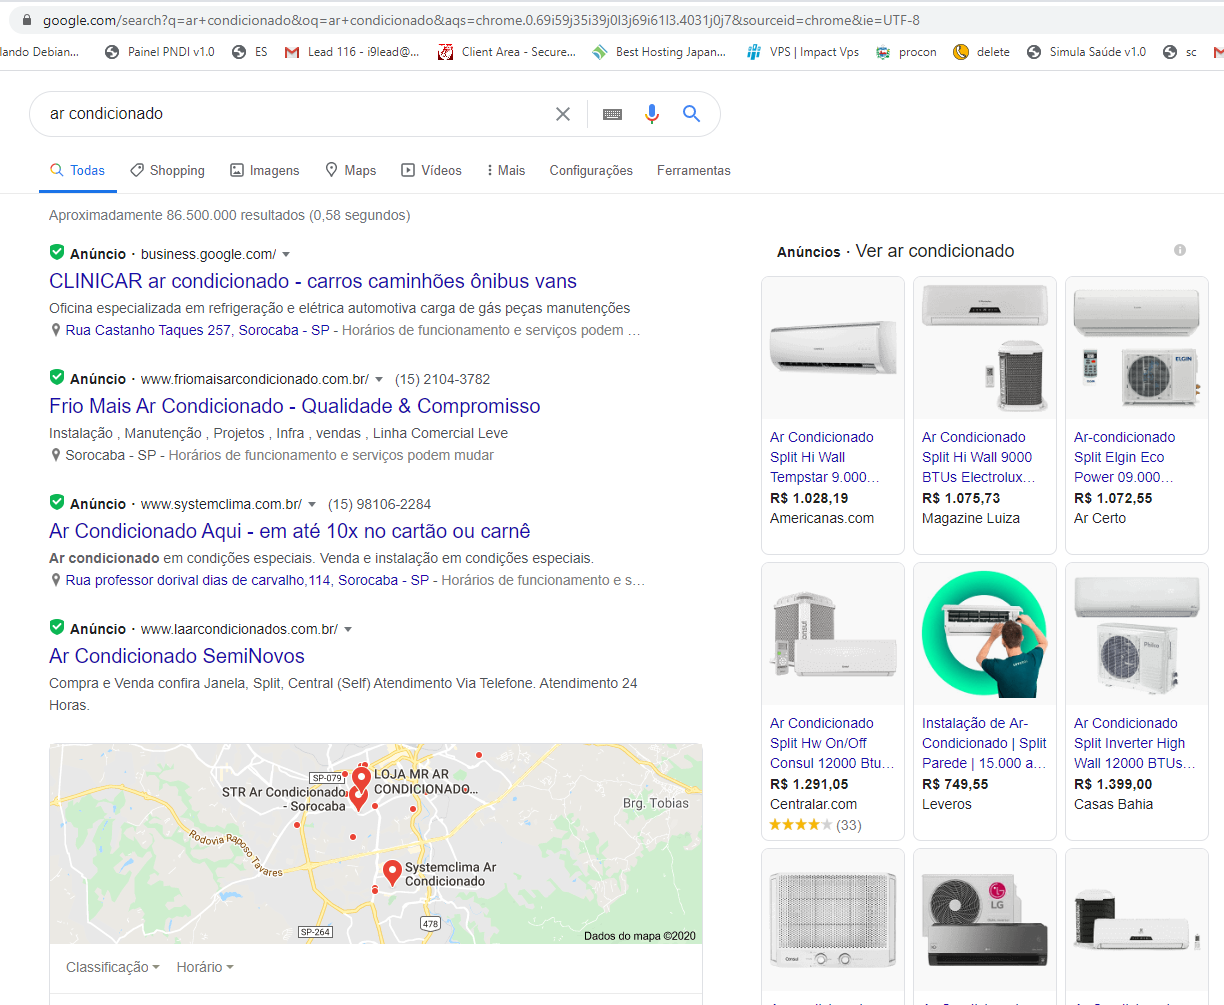 google.com/search?q=ar+condicionado&oq=ar+condicionado&aqs=chrome.0.69i59j35i39j0l3j69i61l3.4031j0j7&sourceid=chrome&ie=UTF-8
lando Debian... Painel PNDI v1.0 ES Lead 116 - i9lead@... Client Area - Secure... Best Hosting Japan... VPS | Impact Vps procon delete Simula Saúde v1.0 sc
ar condicionado
Todas Shopping Imagens Maps Vídeos Mais Configurações Ferramentas
Aproximadamente 86.500.000 resultados (0,58 segundos)
Anúncio · business.google.com/
CLINICAR ar condicionado - carros caminhões ônibus vans
Oficina especializada em refrigeração e elétrica automotiva carga de gás peças manutenções
Rua Castanho Taques 257, Sorocaba - SP - Horários de funcionamento e serviços podem ...
Anúncio · www.friomaisarcondicionado.com.br/ (15) 2104-3782
Frio Mais Ar Condicionado - Qualidade & Compromisso
Instalação , Manutenção , Projetos , Infra , vendas , Linha Comercial Leve
Sorocaba - SP - Horários de funcionamento e serviços podem mudar
Anúncio · www.systemclima.com.br/ (15) 98106-2284
Ar Condicionado Aqui - em até 10x no cartão ou carnê
Ar condicionado em condições especiais. Venda e instalação em condições especiais.
Rua professor dorival dias de carvalho,114, Sorocaba - SP - Horários de funcionamento e s...
Anúncio · www.laarcondicionados.com.br/
Ar Condicionado SemiNovos
Compra e Venda confira Janela, Split, Central (Self) Atendimento Via Telefone. Atendimento 24
Horas.
SP-079
LOJA MR AR
CONDICIONADO...
STR Ar Condicionado
- Sorocaba
Brg. Tobias
Rodovia Raposo Tavares
Systemclima Ar
Condicionado
478
SP-264
Dados do mapa ©2020
Classificação Horário
Anúncios · Ver ar condicionado
ELGIN
Ar Condicionado
Split Hi Wall
Tempstar 9.000...
R$ 1.028,19
Americanas.com
Ar Condicionado
Split Hi Wall 9000
BTUs Electrolux...
R$ 1.075,73
Magazine Luiza
Ar-condicionado
Split Elgin Eco
Power 09.000...
R$ 1.072,55
Ar Certo
consul
Philco
Ar Condicionado
Split Hw On/Off
Consul 12000 Btu...
R$ 1.291,05
Centralar.com
(33)
Instalação de Ar-
Condicionado | Split
Parede | 15.000 a...
R$ 749,55
Leveros
Ar Condicionado
Split Inverter High
Wall 12000 BTUs...
R$ 1.399,00
Casas Bahia
Consul
LG